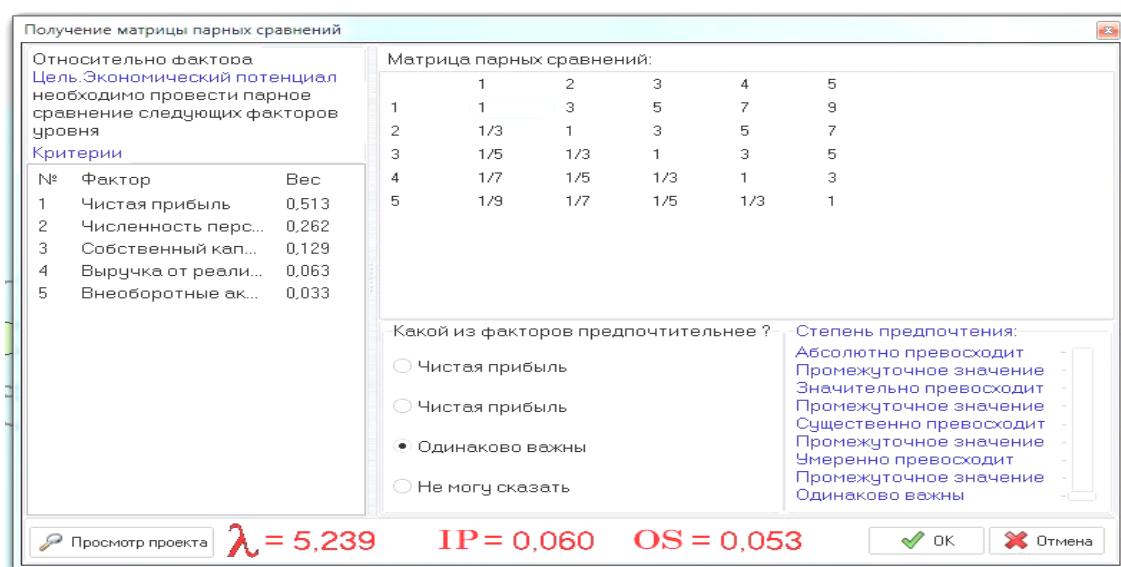 Получение матрицы парных сравнений
Относительно фактора
Цель.Экономический потенциал
необходимо провести парное
сравнение следующих факторов
уровня
Критерии
№ Фактор Вес
1 Чистая прибыль 0,513
2 Численность перс... 0,262
3 Собственный кап... 0,129
4 Выручка от реали... 0,063
5 Внеоборотные ак... 0,033
Матрица парных сравнений:
1 2 3 4 5
1 1 3 5 7 9
2 1/3 1 3 5 7
3 1/5 1/3 1 3 5
4 1/7 1/5 1/3 1 3
5 1/9 1/7 1/5 1/3 1
Какой из факторов предпочтительнее ?
Чистая прибыль
Чистая прибыль
Одинаково важны
Не могу сказать
Степень предпочтения:
Абсолютно превосходит
Промежуточное значение
Значительно превосходит
Промежуточное значение
Существенно превосходит
Промежуточное значение
Умеренно превосходит
Промежуточное значение
Одинаково важны
Просмотр проекта
λ = 5,239 IP = 0,060 OS = 0,053
OK
Отмена